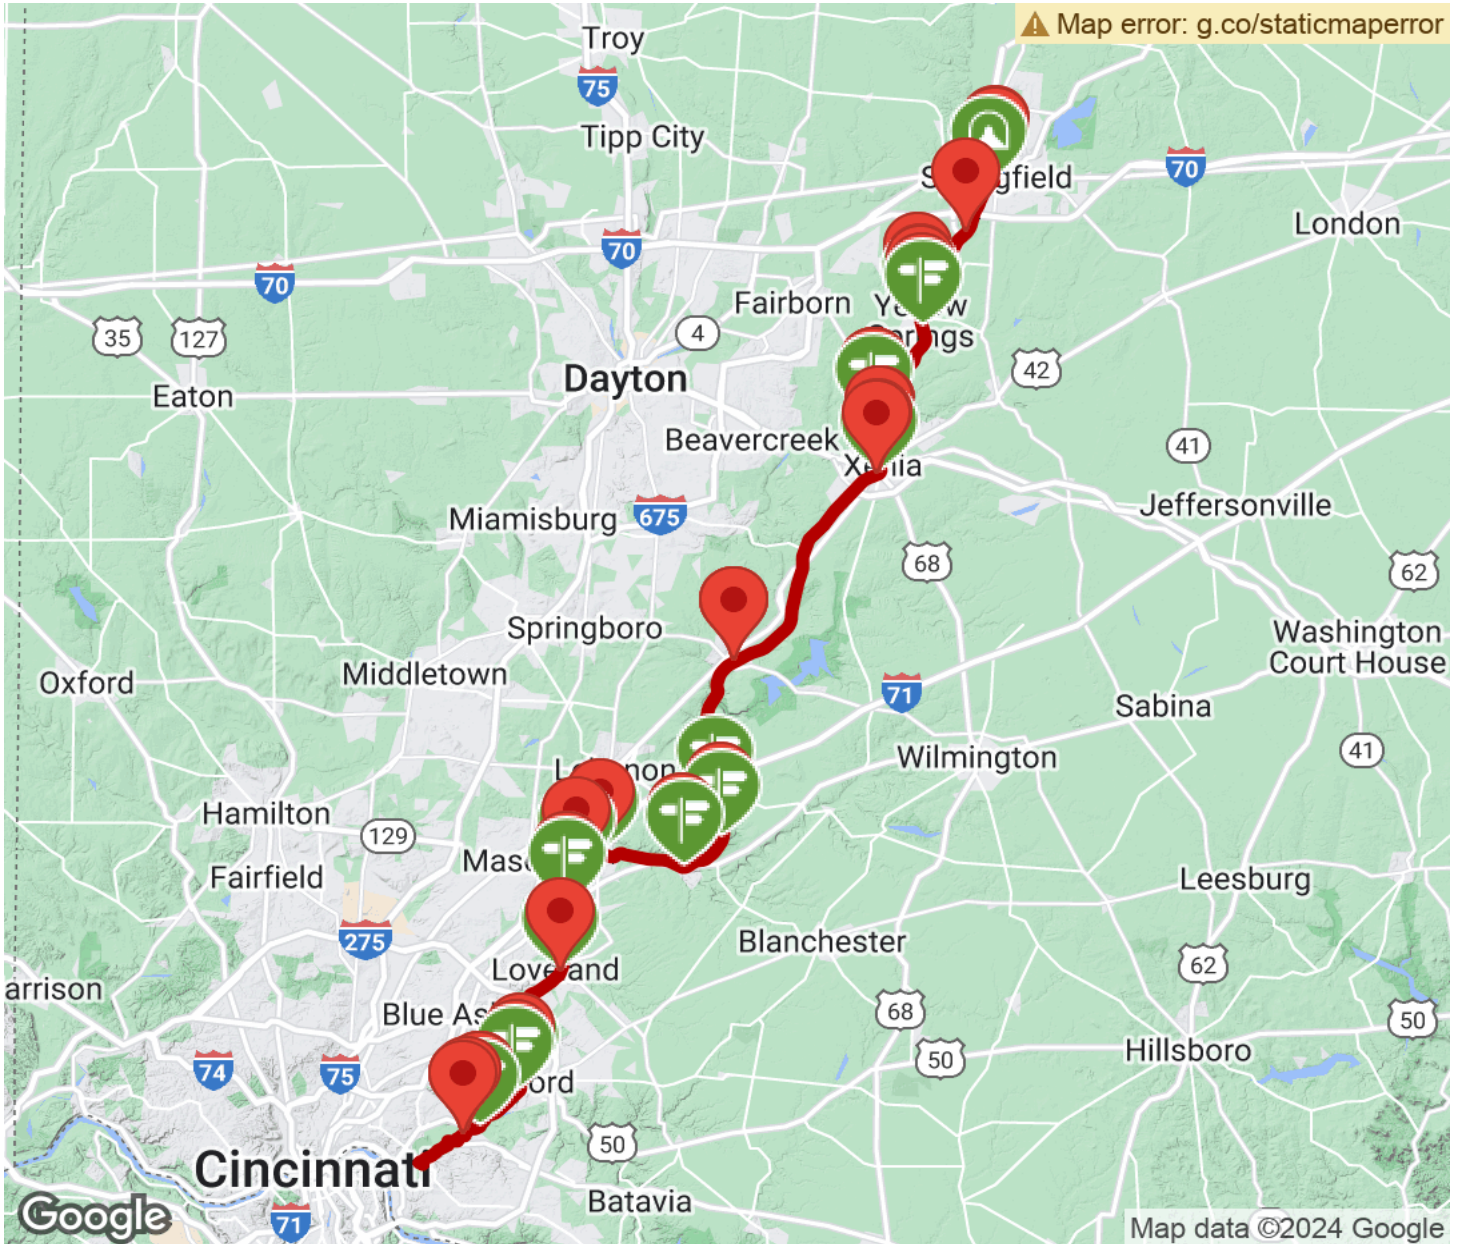 Map error: g.co/staticmaperror
Troy
75
Tipp City
70
London
70
70
Fairborn
35
127
4
42
Dayton
Eaton
Beavercreek
41
Jeffersonville
Miamisburg
675
68
62
Springboro
Washington
Court House
Middletown
Oxford
71
Sabina
41
Wilmington
Hamilton
129
Fairfield
Leesburg
275
Blanchester
62
arrison
68
50
Blue As
50
Hillsboro
74
75
ord
50
Cincinnati
Batavia
71
Google
Map data ©2024 Google